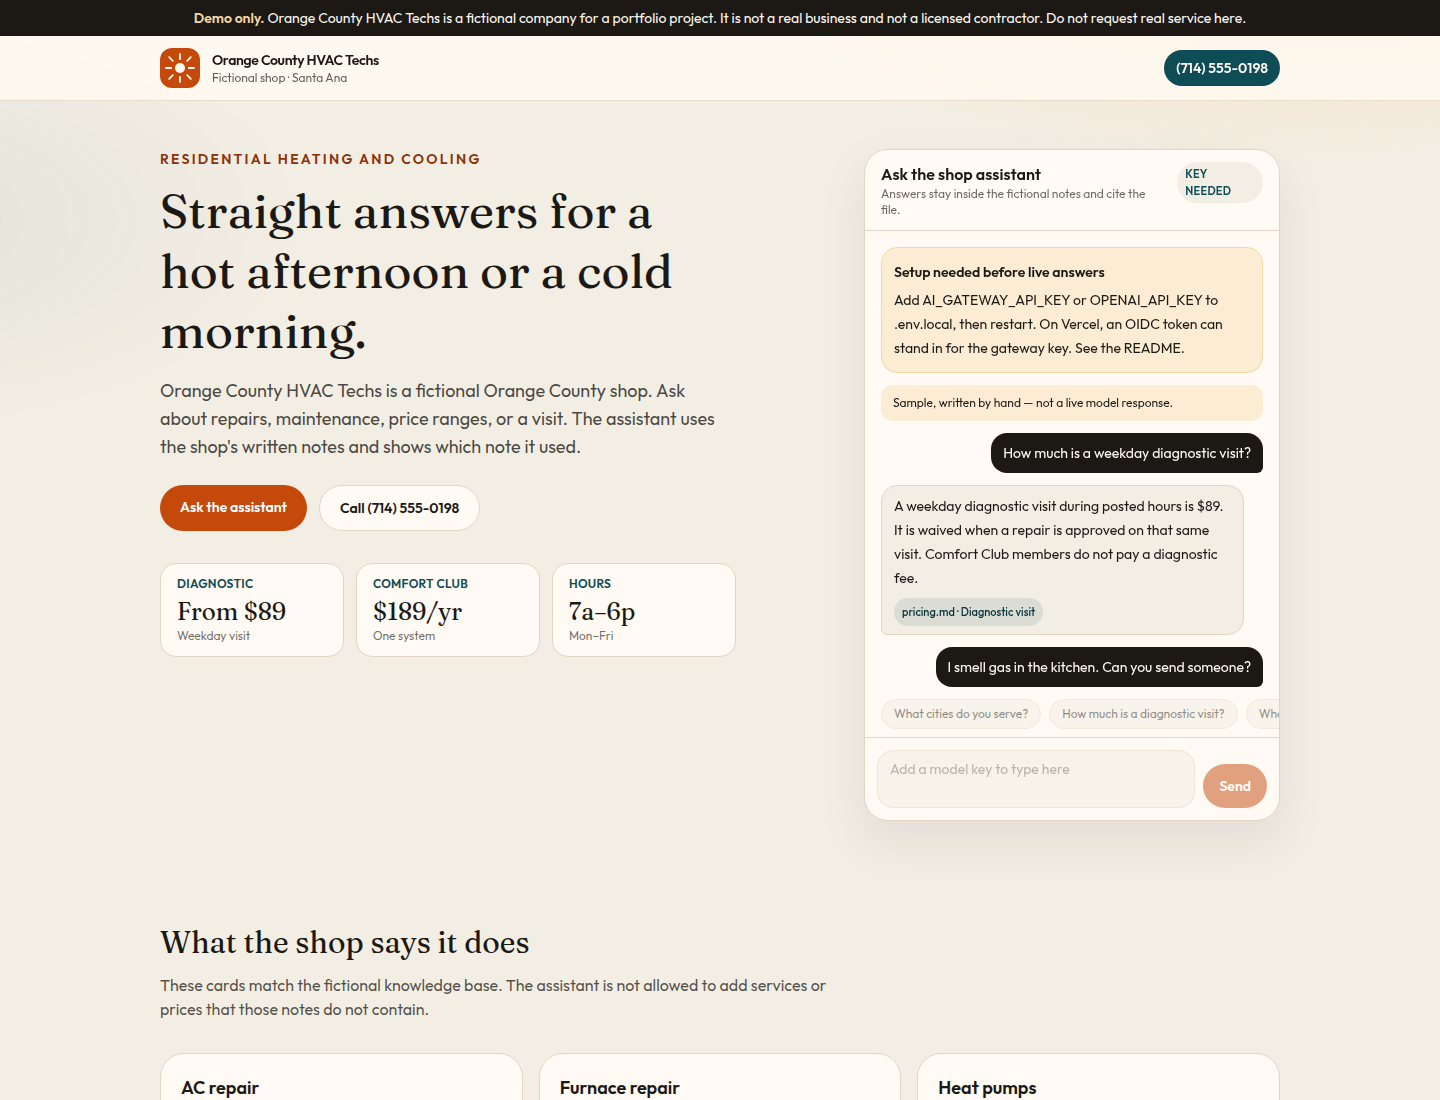 Demo only. Orange County HVAC Techs is a fictional company for a portfolio project. It is not a real business and not a licensed contractor. Do not request real service here.
Orange County HVAC Techs
Fictional shop · Santa Ana
(714) 555-0198
RESIDENTIAL HEATING AND COOLING
Straight answers for a
hot afternoon or a cold
morning.
Orange County HVAC Techs is a fictional Orange County shop. Ask
about repairs, maintenance, price ranges, or a visit. The assistant uses
the shop's written notes and shows which note it used.
Ask the assistant
Call (714) 555-0198
DIAGNOSTIC
From $89
Weekday visit
COMFORT CLUB
$189/yr
One system
HOURS
7a–6p
Mon–Fri
Ask the shop assistant
Answers stay inside the fictional notes and cite the
file.
KEY
NEEDED
Setup needed before live answers
Add AI_GATEWAY_API_KEY or OPENAI_API_KEY to
.env.local, then restart. On Vercel, an OIDC token can
stand in for the gateway key. See the README.
Sample, written by hand — not a live model response.
How much is a weekday diagnostic visit?
A weekday diagnostic visit during posted hours is $89.
It is waived when a repair is approved on that same
visit. Comfort Club members do not pay a diagnostic
fee.
pricing.md · Diagnostic visit
I smell gas in the kitchen. Can you send someone?
What cities do you serve?
How much is a diagnostic visit?
Add a model key to type here
Send
What the shop says it does
These cards match the fictional knowledge base. The assistant is not allowed to add services or
prices that those notes do not contain.
AC repair
Furnace repair
Heat pumps